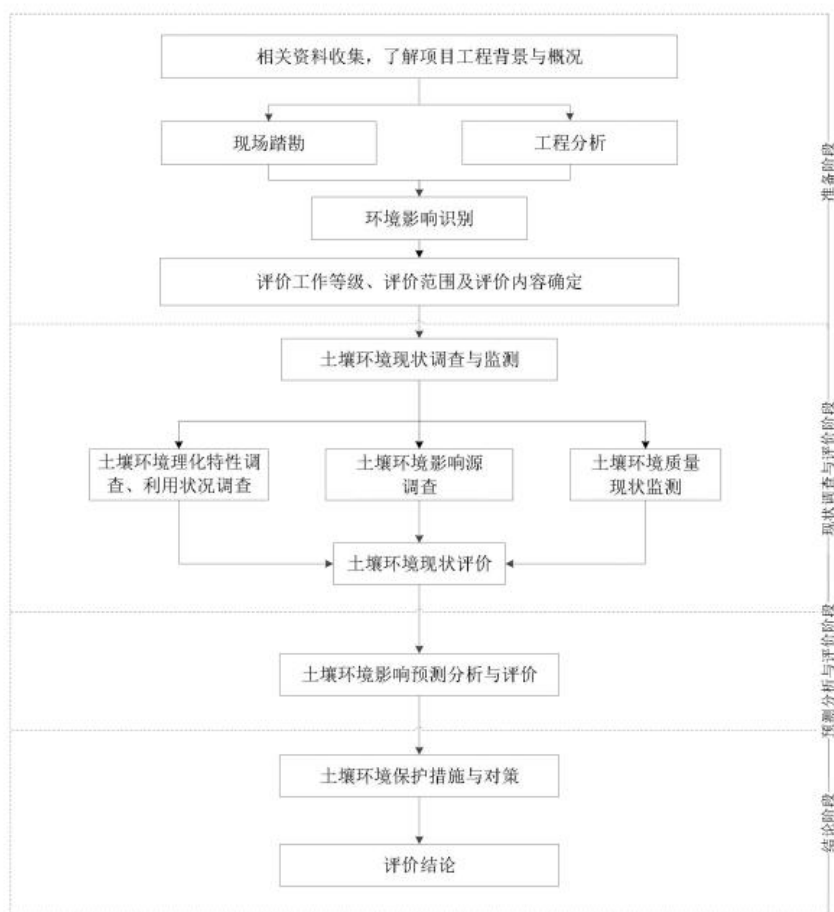 相关资料收集，了解项目工程背景与概况
现场踏勘
工程分析
环境影响识别
评价工作等级、评价范围及评价内容确定
准备阶段
土壤环境现状调查与监测
土壤环境理化特性调
查、利用状况调查
土壤环境影响源
调查
土壤环境质量
现状监测
土壤环境现状评价
现状调查与评价阶段
土壤环境影响预测分析与评价
预测分析与评价阶段
土壤环境保护措施与对策
评价结论
结论阶段